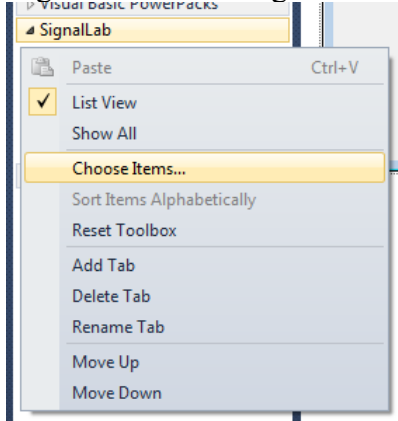 Visual Basic PowerPacks
SignalLab
Paste Ctrl+V
List View
Show All
Choose Items...
Sort Items Alphabetically
Reset Toolbox
Add Tab
Delete Tab
Rename Tab
Move Up
Move Down